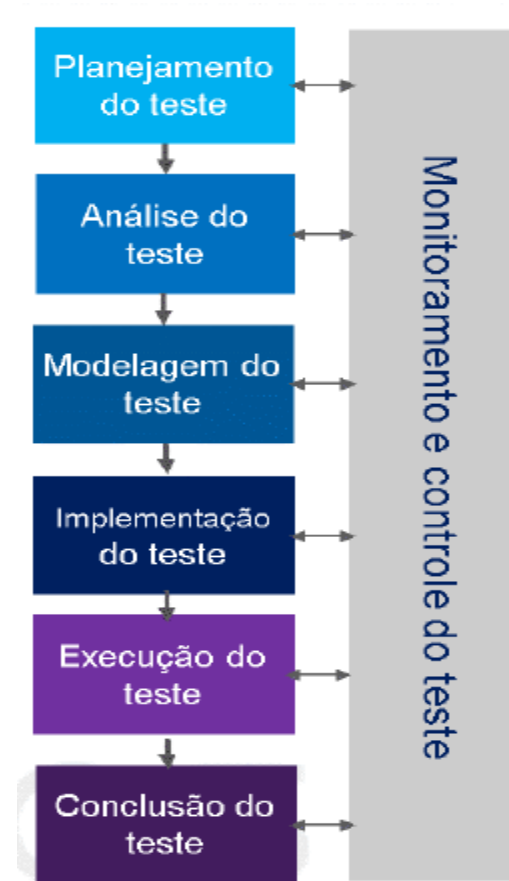 Planejamento
do teste
Análise do
teste
Modelagem do
teste
Implementação
do teste
Execução do
teste
Conclusão do
teste
Monitoramento e controle do teste